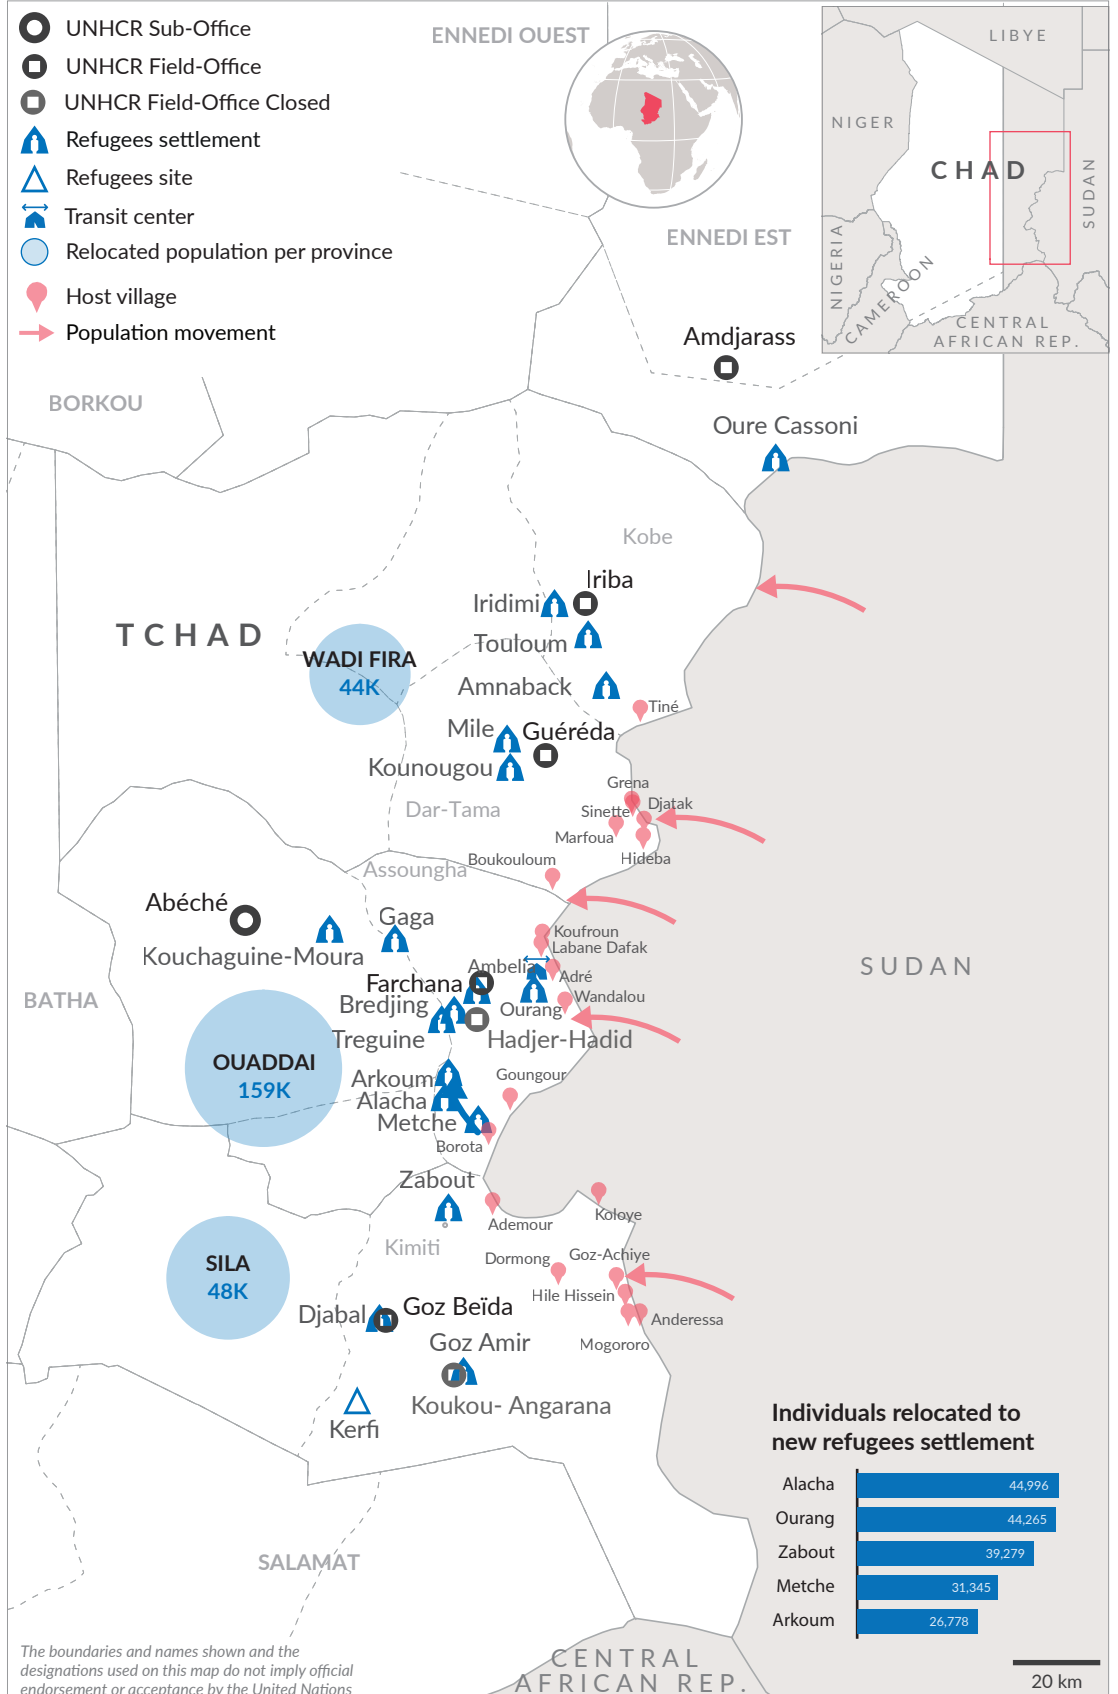 UNHCR Sub-Office
UNHCR Field-Office
UNHCR Field-Office Closed
Refugees settlement
Refugees site
Transit center
Relocated population per province
Host village
Population movement
ENNEDI OUEST
LIBYE
NIGER
CHAD
SUDAN
NIGERIA
CAMEROON
CENTRAL
AFRICAN REP.
ENNEDI EST
Amdjarass
BORKOU
Oure Cassoni
Kobe
Iriba
Iridimi
TCHAD
Touloum
WADI FIRA
44K
Amnaback
Tiné
Mile
Guéréda
Kounougou
Grena
Dar-Tama
Sinette
Djatak
Marfoua
Hideba
Boukouloum
Assoungha
Abéché
Gaga
Koufroun
Labane Dafak
Kouchaguine-Moura
Ambelia
Adré
SUDAN
Farchana
BATHA
Bredjing
Wandalou
Ourang
Treguine
Hadjer-Hadid
OUADDAI
159K
Arkoum
Goungour
Alacha
Metche
Borota
Zabout
Ademour
Koloye
Kimiti
Dormong
Goz-Achiye
SILA
48K
Hile Hissein
Djabal
Goz Beïda
Anderessa
Goz Amir
Mogororo
Koukou- Angarana
Kerfi
Individuals relocated to
new refugees settlement
Alacha 44,996
Ourang 44,265
Zabout 39,279
Metche 31,345
Arkoum 26,778
SALAMAT
The boundaries and names shown and the
designations used on this map do not imply official
endorsement or acceptance by the United Nations
CENTRAL
AFRICAN REP.
20 km